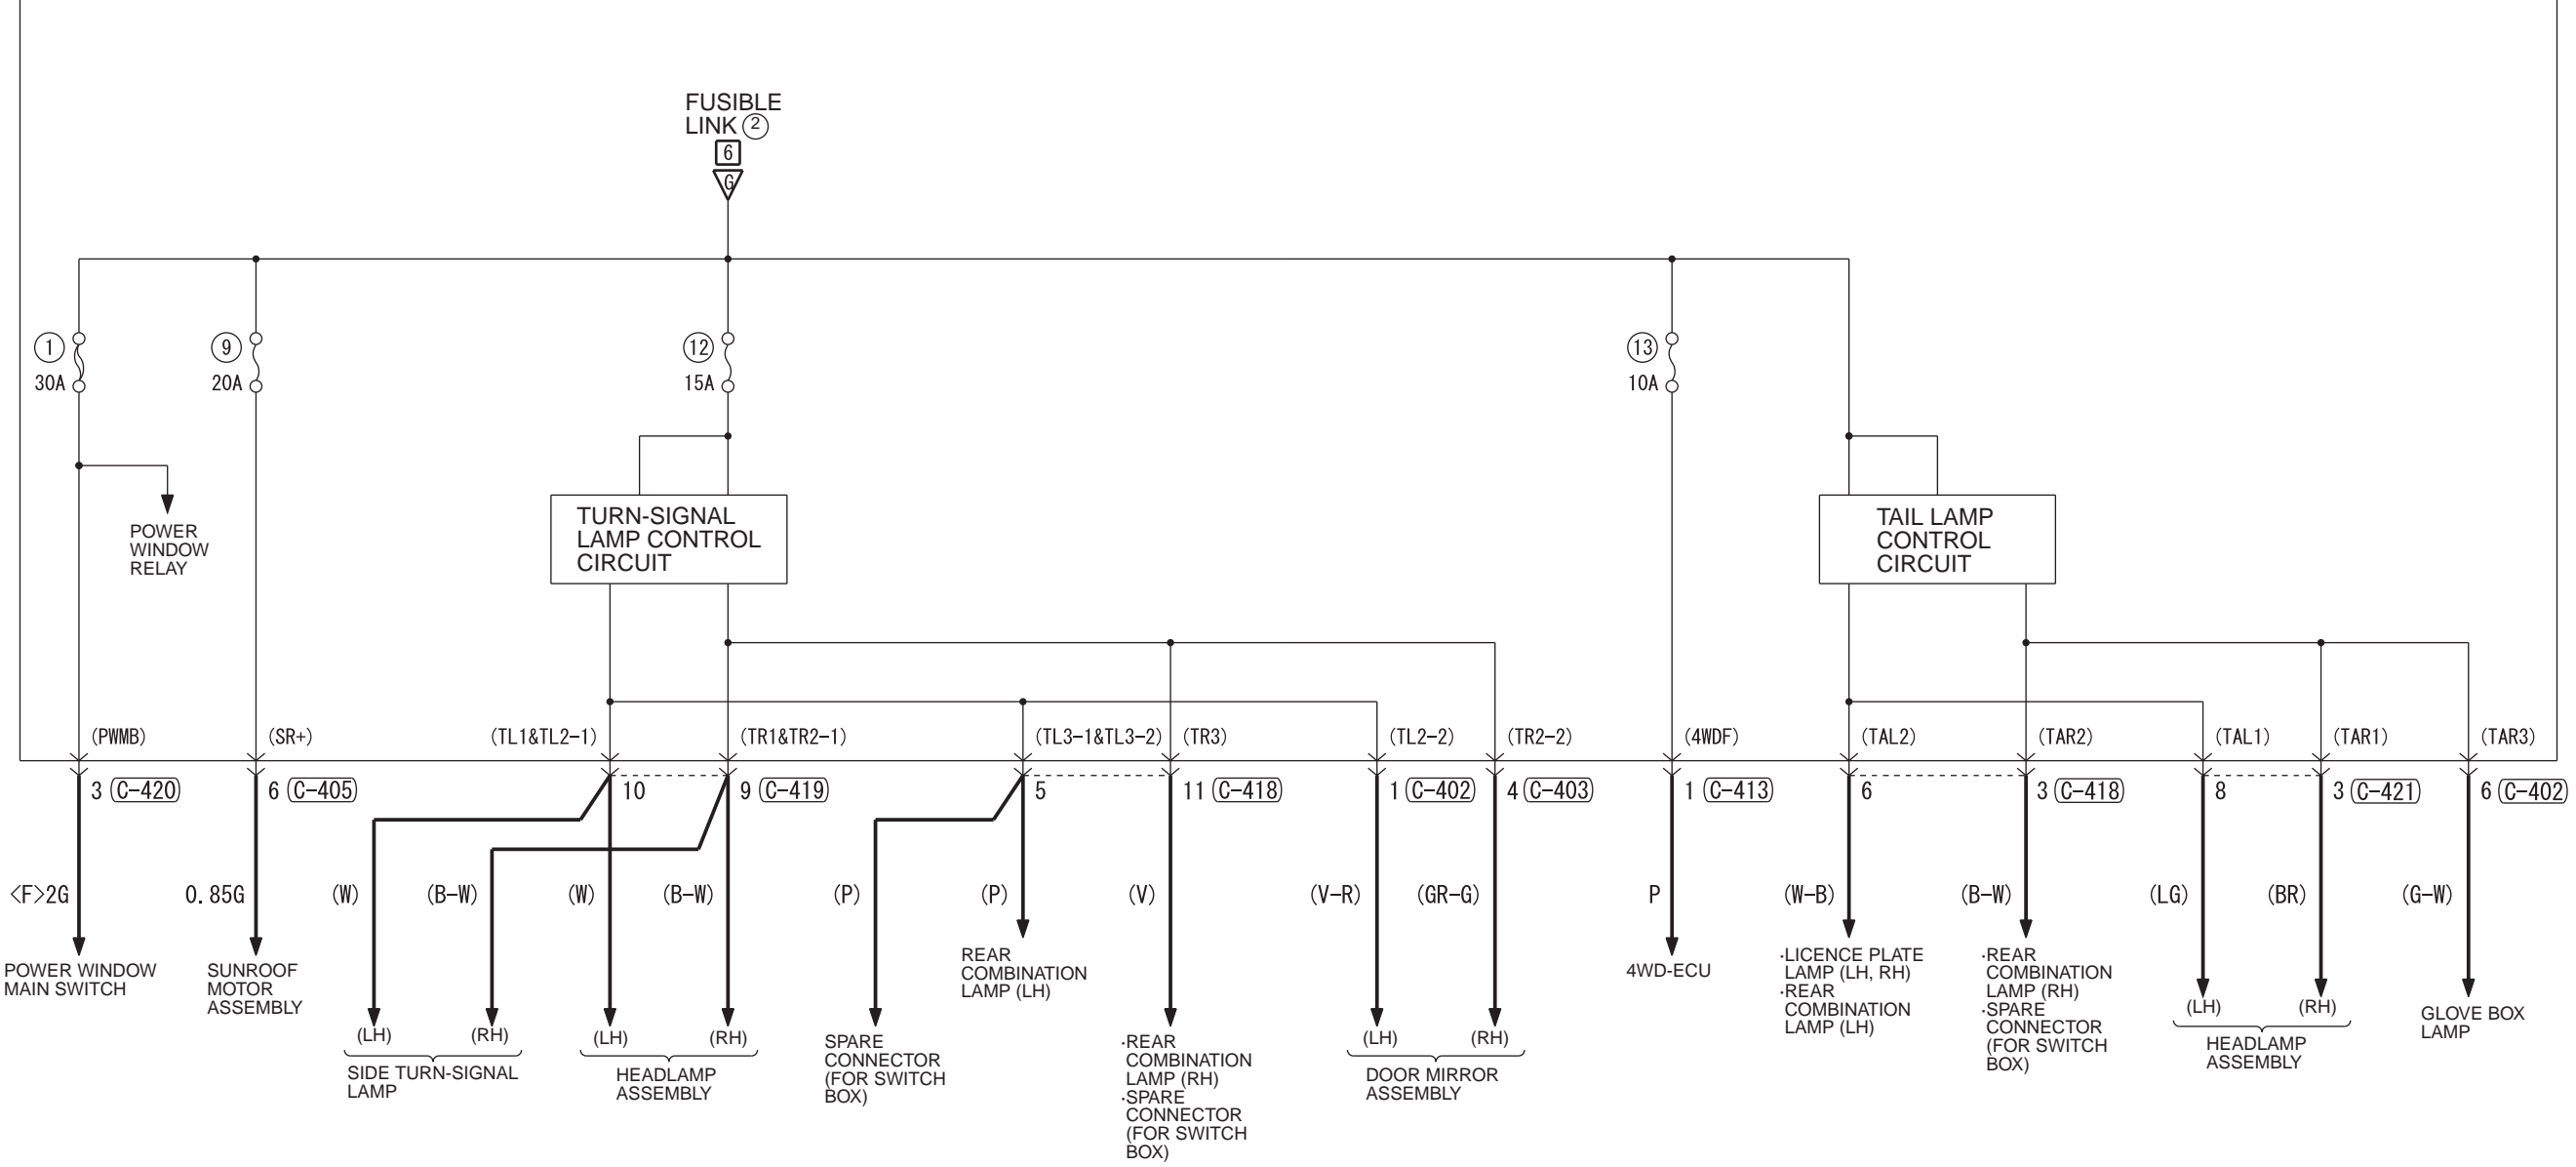 FUSIBLE
LINK ②
6
G
① 30A
⑨ 20A
⑫ 15A
⑬ 10A
POWER
WINDOW
RELAY
TURN-SIGNAL
LAMP CONTROL
CIRCUIT
TAIL LAMP
CONTROL
CIRCUIT
(PWMB) (SR+) (TL1&TL2-1) (TR1&TR2-1) (TL3-1&TL3-2) (TR3) (TL2-2) (TR2-2) (4WDF) (TAL2) (TAR2) (TAL1) (TAR1) (TAR3)
3 C-420 6 C-405 10 9 C-419 5 11 C-418 1 C-402 4 C-403 1 C-413 6 3 C-418 8 3 C-421 6 C-402
<F>2G 0.85G (W) (B-W) (W) (B-W) (P) (P) (V) (V-R) (GR-G) P (W-B) (B-W) (LG) (BR) (G-W)
POWER WINDOW
MAIN SWITCH
SUNROOF
MOTOR
ASSEMBLY
(LH) (RH)
SIDE TURN-SIGNAL
LAMP
(LH) (RH)
HEADLAMP
ASSEMBLY
SPARE
CONNECTOR
(FOR SWITCH
BOX)
REAR
COMBINATION
LAMP (LH)
·REAR
COMBINATION
LAMP (RH)
·SPARE
CONNECTOR
(FOR SWITCH
BOX)
(LH) (RH)
DOOR MIRROR
ASSEMBLY
4WD-ECU
·LICENCE PLATE
LAMP (LH, RH)
·REAR
COMBINATION
LAMP (LH)
·REAR
COMBINATION
LAMP (RH)
·SPARE
CONNECTOR
(FOR SWITCH
BOX)
(LH) (RH)
HEADLAMP
ASSEMBLY
GLOVE BOX
LAMP